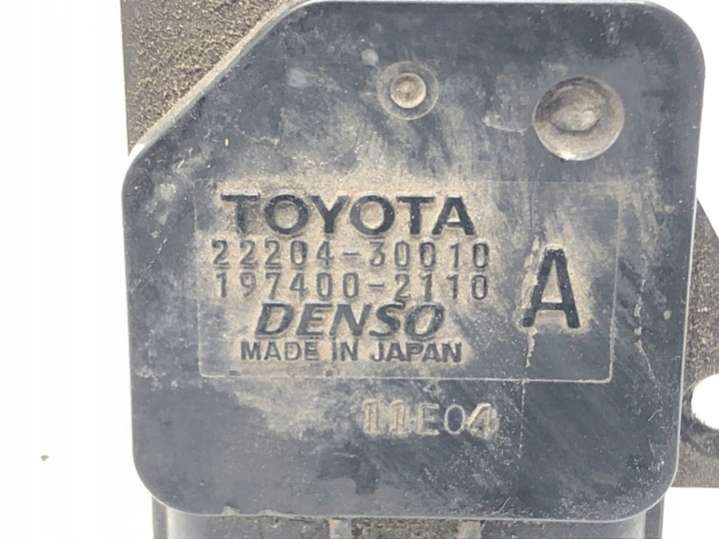 TOYOTA
22204-30010
197400-2110
A
DENSO
MADE IN JAPAN
11E04